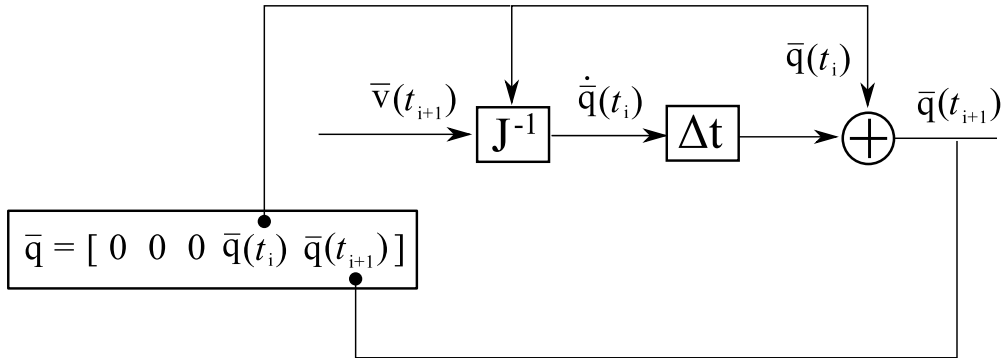 q̅(tᵢ)
v̅(tᵢ₊₁) q̅̇(tᵢ) q̅(tᵢ₊₁)
J⁻¹ Δt +
q̅ = [ 0 0 0 q̅(tᵢ) q̅(tᵢ₊₁) ]